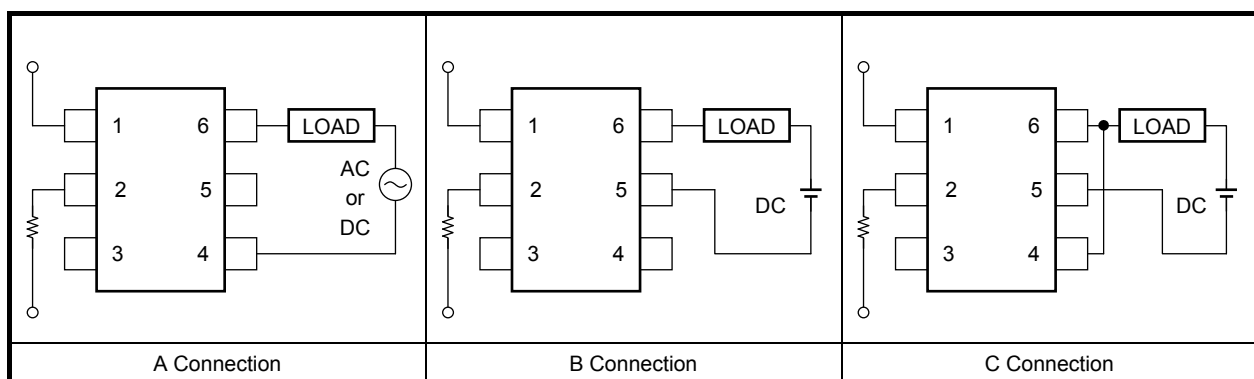 1 6 LOAD
2 5 AC
or
DC
3 4
A Connection
1 6 LOAD
2 5 DC
3 4
B Connection
1 6 LOAD
2 5 DC
3 4
C Connection